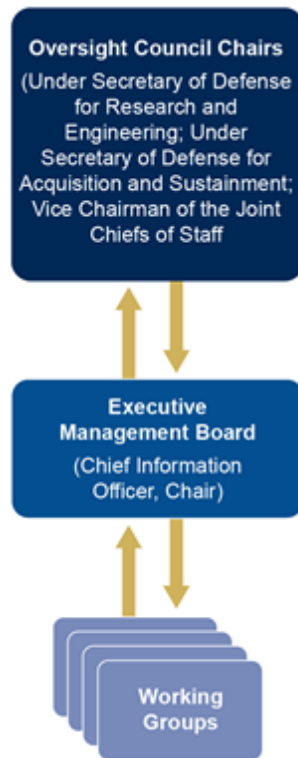 Oversight Council Chairs
(Under Secretary of Defense
for Research and
Engineering; Under
Secretary of Defense for
Acquisition and Sustainment;
Vice Chairman of the Joint
Chiefs of Staff
Executive
Management Board
(Chief Information
Officer, Chair)
Working
Groups